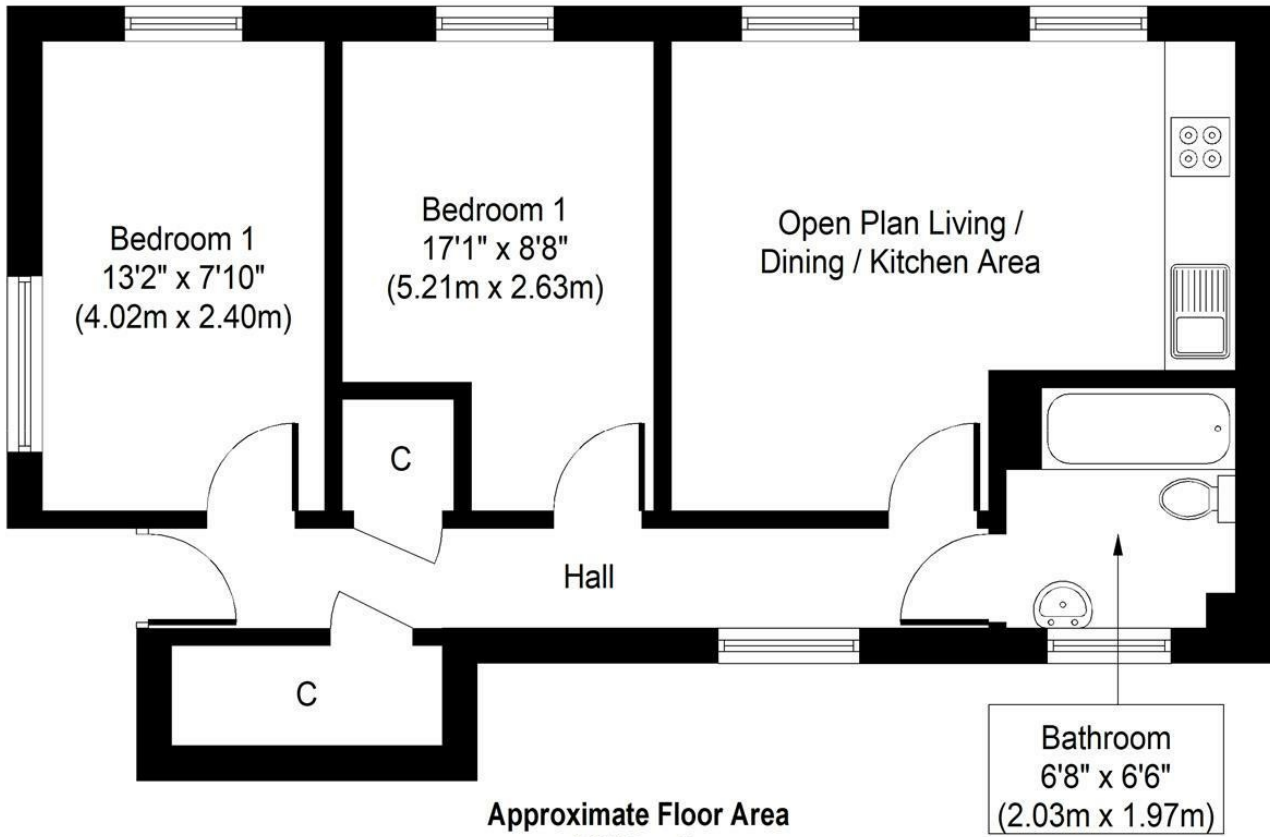 Bedroom 1
13'2" x 7'10"
(4.02m x 2.40m)
Bedroom 1
17'1" x 8'8"
(5.21m x 2.63m)
Open Plan Living /
Dining / Kitchen Area
C
Hall
C
Bathroom
6'8" x 6'6"
(2.03m x 1.97m)
Approximate Floor Area